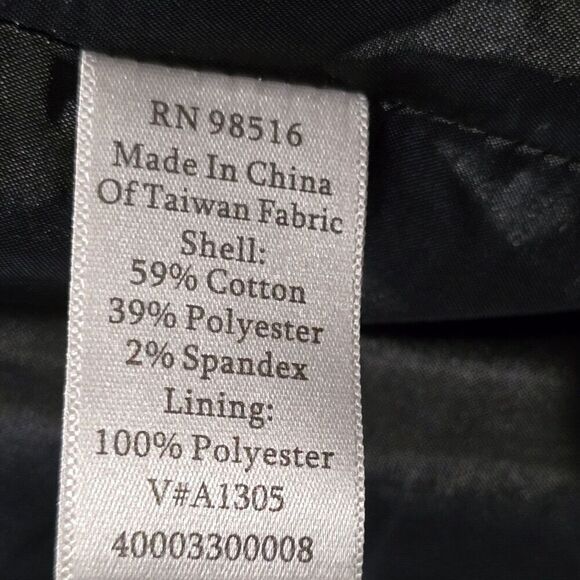 RN 98516
Made In China
Of Taiwan Fabric
Shell:
59% Cotton
39% Polyester
2% Spandex
Lining:
100% Polyester
V#A1305
40003300008